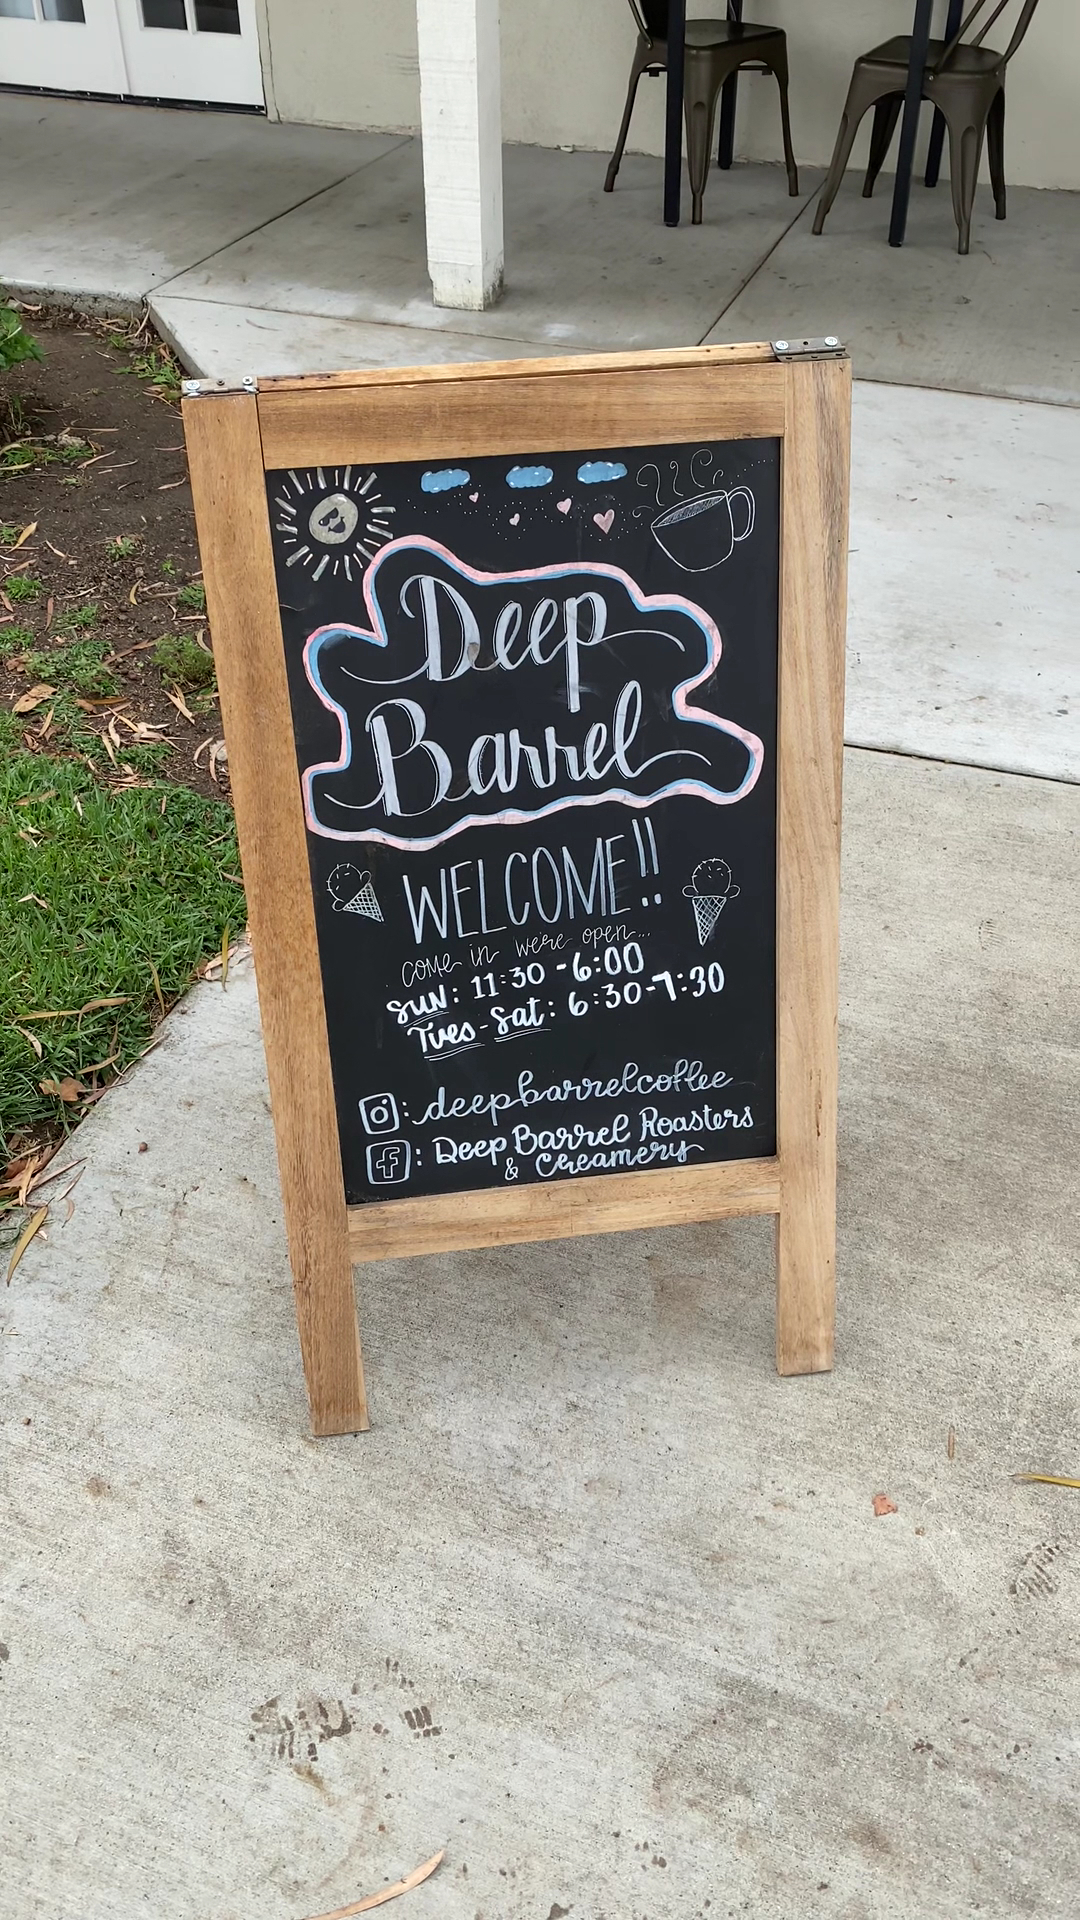 Deep
Barrel
WELCOME!!
come in we're open...
SUN: 11:30 - 6:00
Tues - Sat: 6:30 - 7:30
: deepbarrelcoffee
f : Deep Barrel Roasters
& Creamery